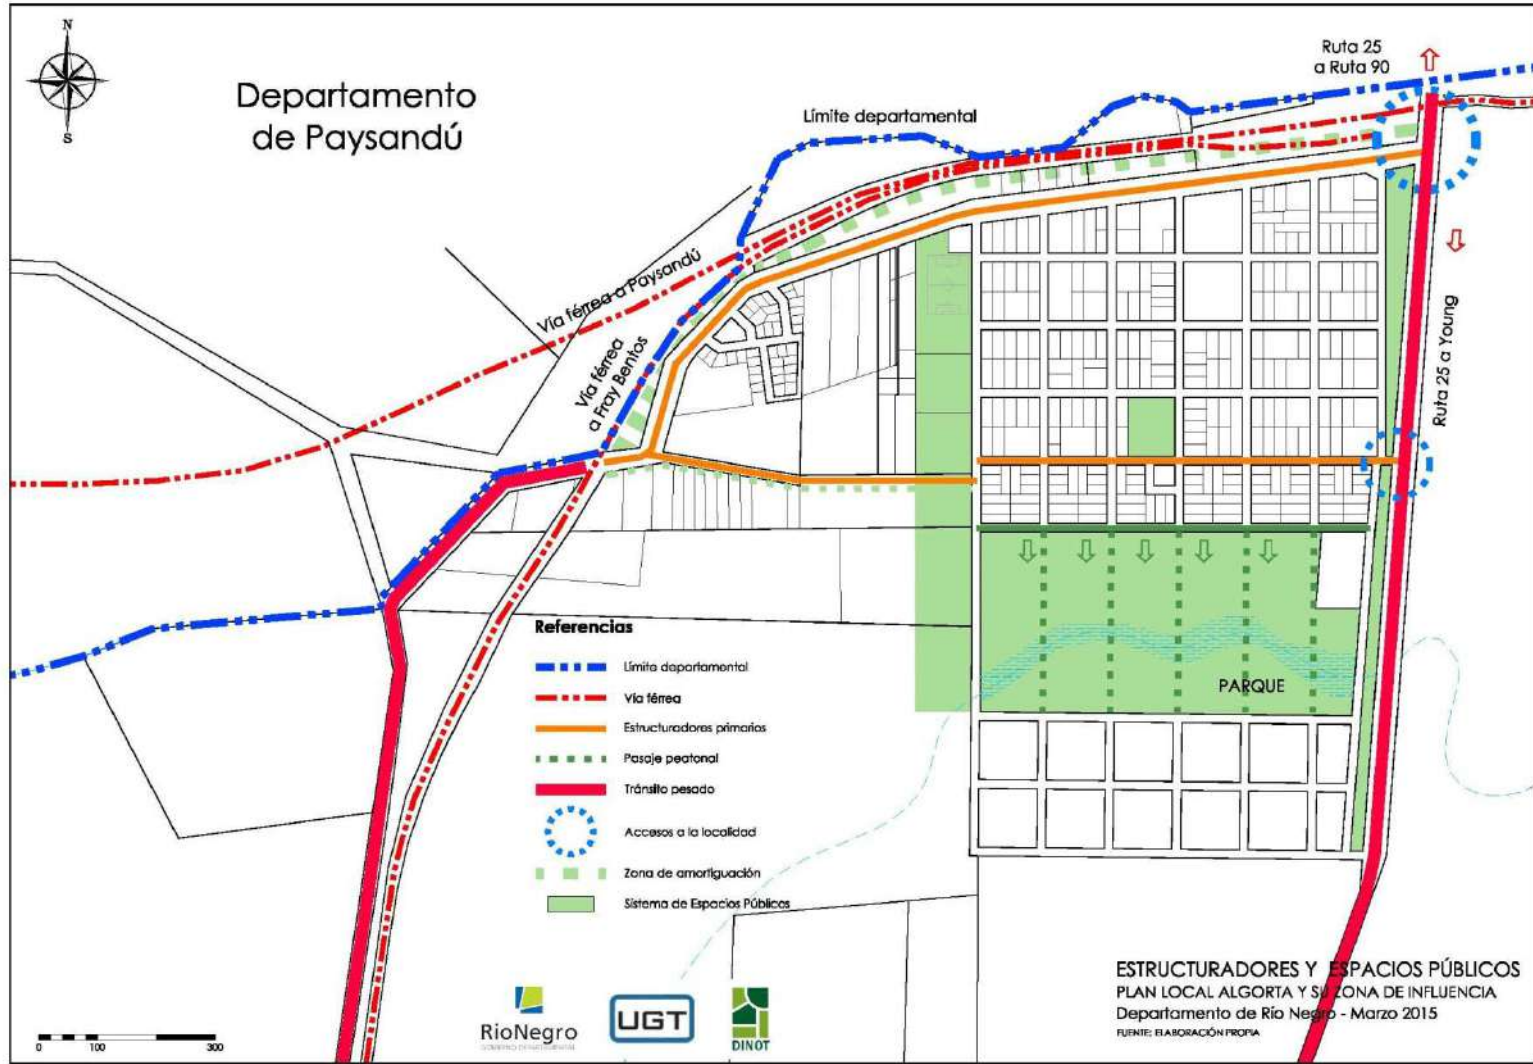 N
S
Departamento
de Paysandú
Límite departamental
Ruta 25
a Ruta 90
Vía férrea a Paysandú
Vía férrea
a Fray Bentos
Ruta 25 a Young
PARQUE
Referencias
Límite departamental
Vía férrea
Estructuradores primarios
Pasaje peatonal
Tránsito pesado
Accesos a la localidad
Zona de amortiguación
Sistema de Espacios Públicos
0 100 300
RíoNegro
UGT
DINOT
ESTRUCTURADORES Y ESPACIOS PÚBLICOS
PLAN LOCAL ALGORTA Y SU ZONA DE INFLUENCIA
Departamento de Río Negro - Marzo 2015
FUENTE: ELABORACIÓN PROPIA